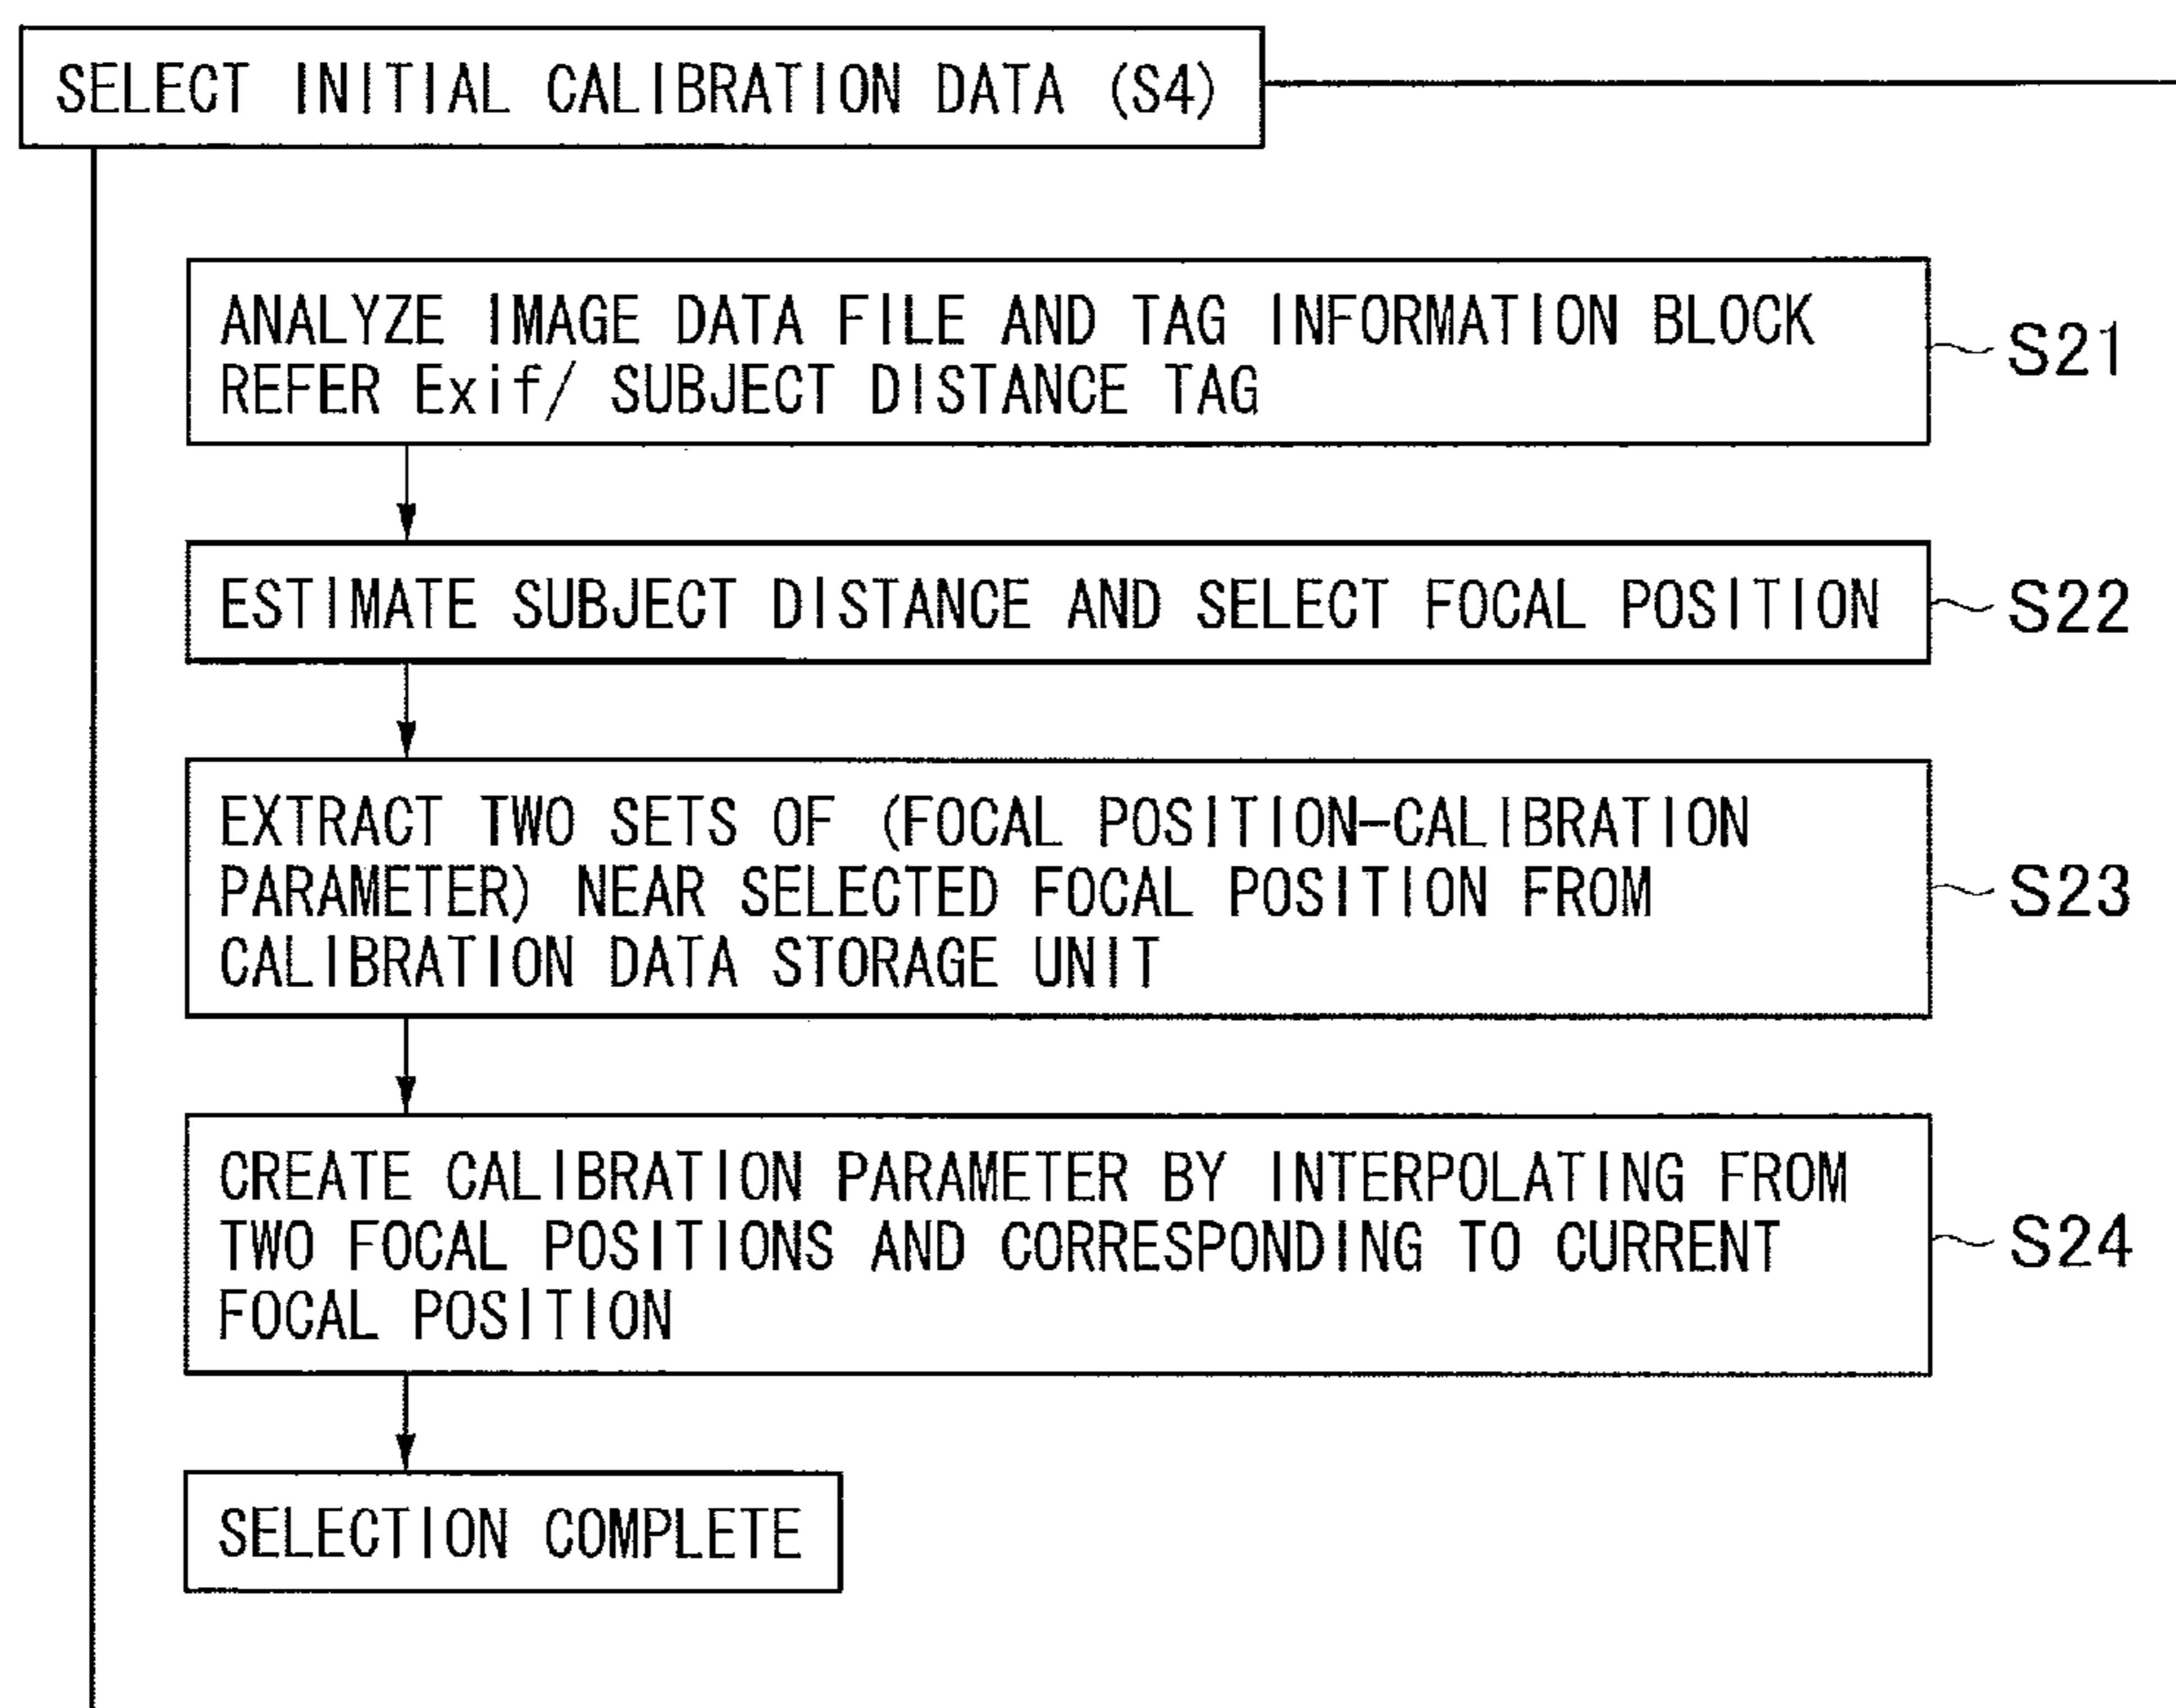 SELECT INITIAL CALIBRATION DATA (S4)
ANALYZE IMAGE DATA FILE AND TAG INFORMATION BLOCK
REFER Exif/ SUBJECT DISTANCE TAG
S21
ESTIMATE SUBJECT DISTANCE AND SELECT FOCAL POSITION
S22
EXTRACT TWO SETS OF (FOCAL POSITION-CALIBRATION
PARAMETER) NEAR SELECTED FOCAL POSITION FROM
CALIBRATION DATA STORAGE UNIT
S23
CREATE CALIBRATION PARAMETER BY INTERPOLATING FROM
TWO FOCAL POSITIONS AND CORRESPONDING TO CURRENT
FOCAL POSITION
S24
SELECTION COMPLETE